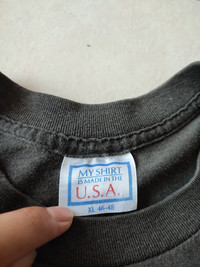 MY SHIRT
IS MADE IN THE
U.S.A.
XL 46-48